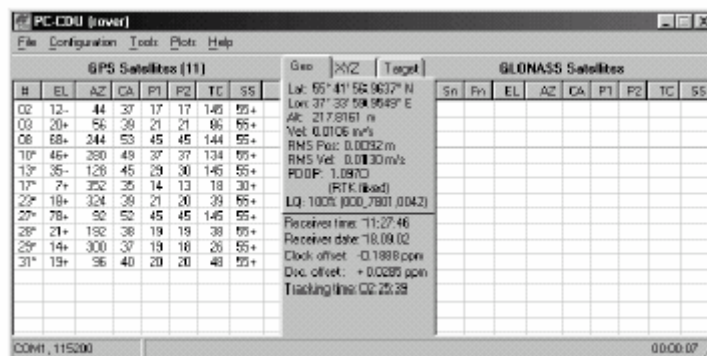 PC-CDU (rover)
File Configuration Tools Plots Help
GPS Satellites (11)
# EL AZ CA P1 P2 TC SS
02 12- 44 37 17 17 145 55+
03 20+ 56 39 21 21 86 55+
08 68+ 244 53 45 45 144 55-
10* 46+ 280 49 37 37 134 55+
13* 35- 128 45 29 30 145 55+
17* 7+ 352 35 14 13 18 30+
23* 18+ 324 39 21 20 39 55+
27* 78+ 92 52 45 45 145 55+
28* 21+ 192 38 19 19 38 55+
29* 14+ 300 37 19 18 26 55+
31* 19+ 96 40 20 20 48 55+
Geo XYZ Target
Lat: 55° 41' 56.9637" N
Lon: 37° 33' 59.9549" E
Alt: 217.8161 m
Vel: 0.0106 m/s
RMS Pos: 0.0092 m
RMS Vel: 0.0130 m/s
PDOP: 1.0970
(RTK fixed)
LQ: 100% (000,7801,0042)
Receiver time: 11:27:46
Receiver date: 18.09.02
Clock offset: -0.1888 ppm
Osc. offset: +0.0285 ppm
Tracking time: 02:25:39
GLONASS Satellites
Sn Fn EL AZ CA P1 P2 TC SS
COM1, 115200
00:00:07